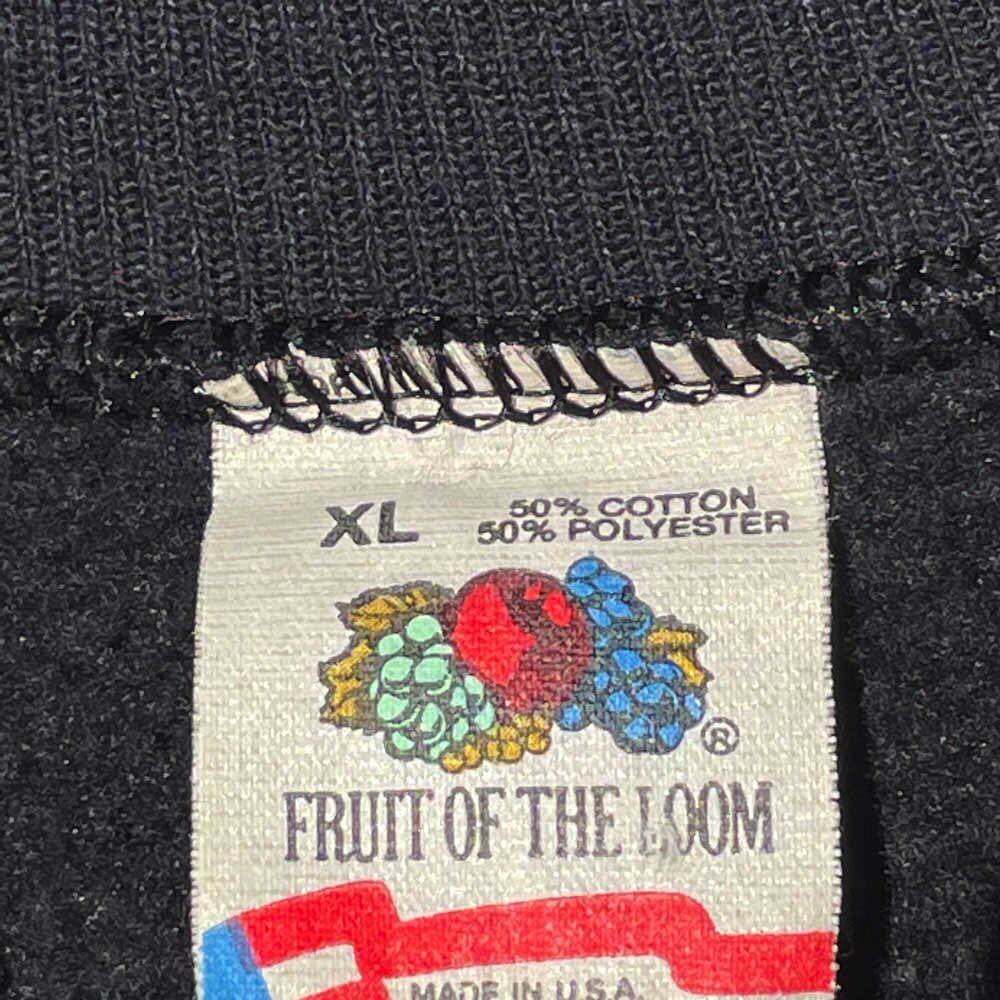 XL
50% COTTON
50% POLYESTER
®
FRUIT OF THE LOOM
MADE IN U.S.A.